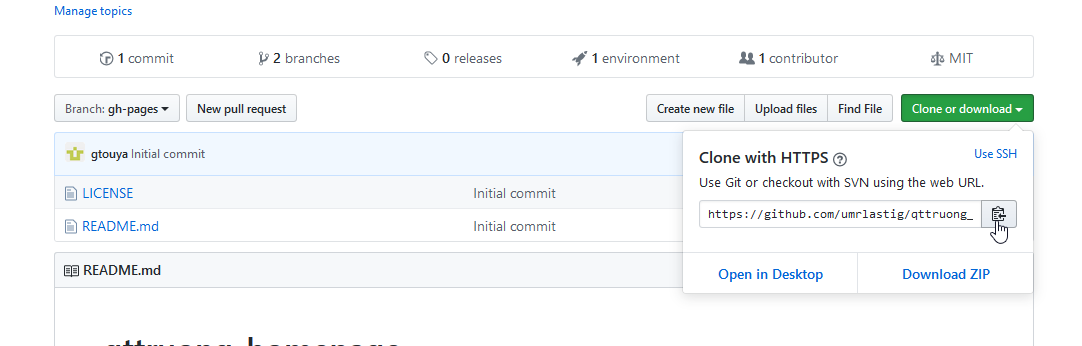 Manage topics
1 commit 2 branches 0 releases 1 environment 1 contributor MIT
Branch: gh-pages New pull request Create new file Upload files Find File Clone or download
gtouya Initial commit
Clone with HTTPS ? Use SSH
Use Git or checkout with SVN using the web URL.
LICENSE Initial commit
https://github.com/umrlastig/qttruong_
README.md Initial commit
README.md
Open in Desktop Download ZIP
qttruong homepage